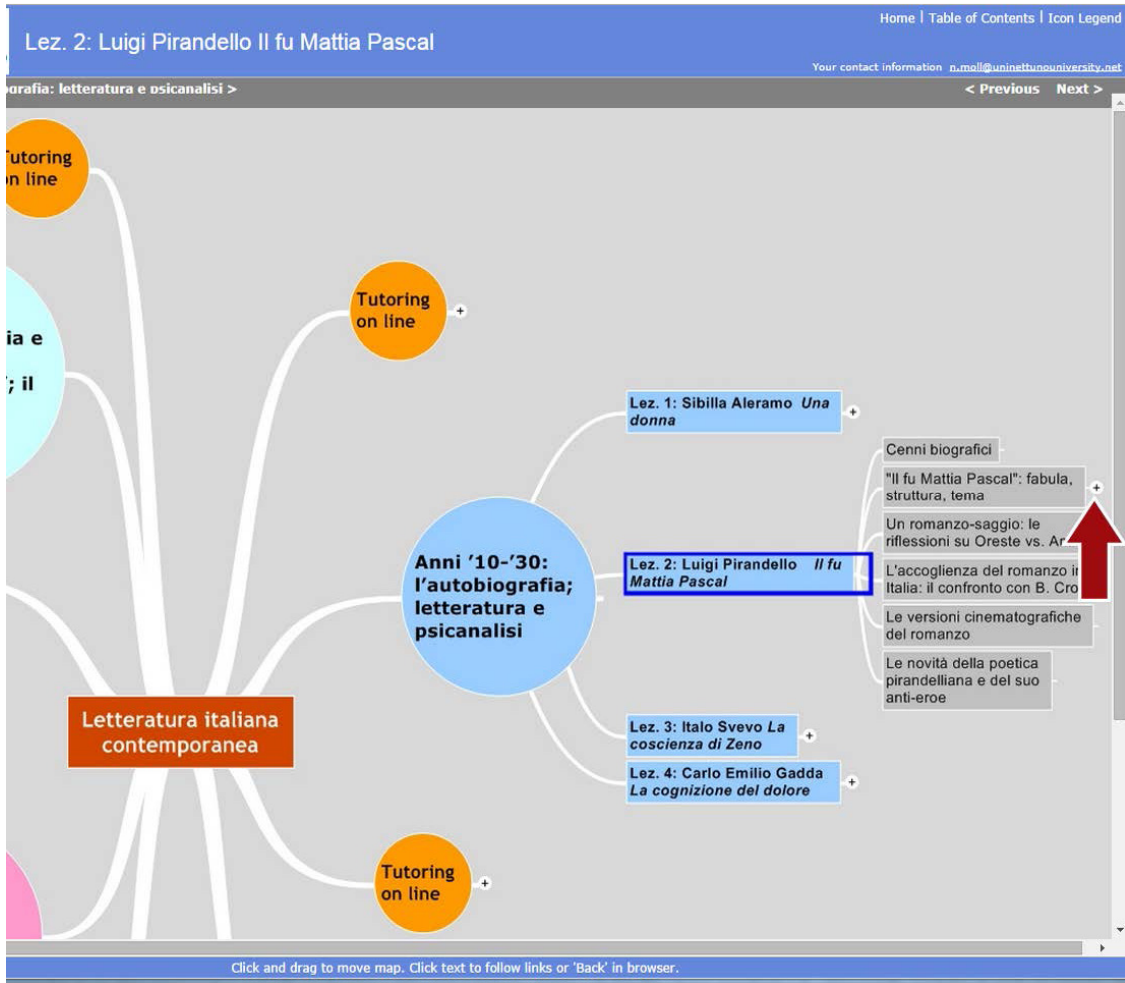 Home | Table of Contents | Icon Legend
Lez. 2: Luigi Pirandello Il fu Mattia Pascal
Your contact information n.moll@uninettunouniversity.net
letteratura e psicanalisi >
< Previous Next >
Tutoring
on line
Tutoring
on line
ia e
; il
Lez. 1: Sibilla Aleramo Una
donna
Cenni biografici
"Il fu Mattia Pascal": fabula,
struttura, tema
Un romanzo-saggio: le
riflessioni su Oreste vs.
Anni '10-'30:
l'autobiografia;
letteratura e
psicanalisi
Lez. 2: Luigi Pirandello Il fu
Mattia Pascal
L'accoglienza del romanzo in
Italia: il confronto con B.
Le versioni cinematografiche
del romanzo
Le novità della poetica
pirandelliana e del suo
anti-eroe
Letteratura italiana
contemporanea
Lez. 3: Italo Svevo La
coscienza di Zeno
Lez. 4: Carlo Emilio Gadda
La cognizione del dolore
Tutoring
on line
Click and drag to move map. Click text to follow links or 'Back' in browser.